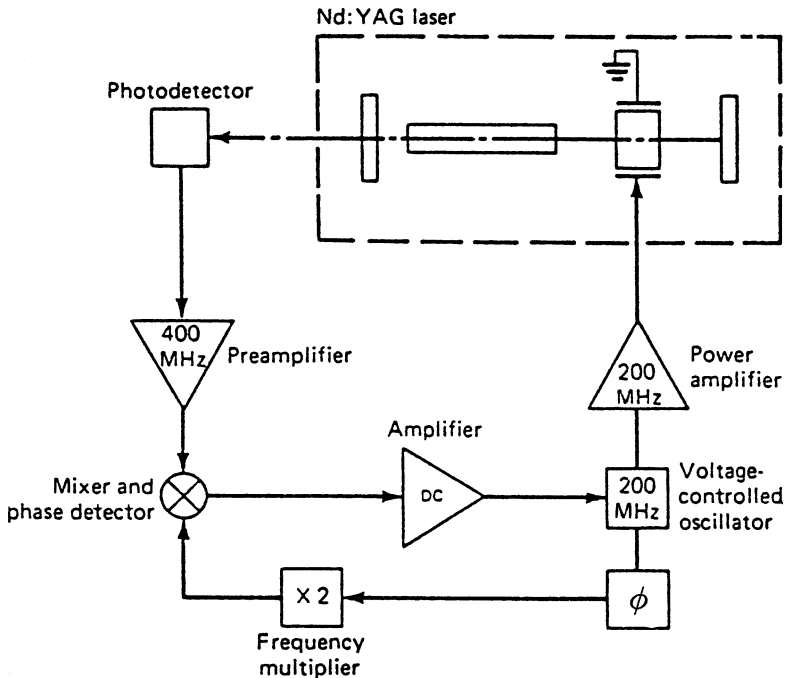 Nd:YAG laser
Photodetector
400
MHz
Preamplifier
200
MHz
Power
amplifier
Amplifier
DC
Mixer and
phase detector
200
MHz
Voltage-
controlled
oscillator
X 2
Frequency
multiplier
ϕ